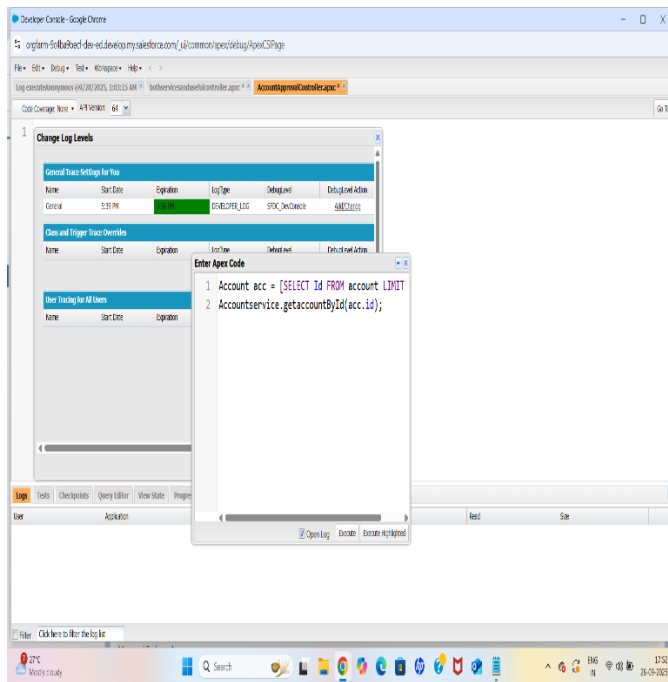 Developer Console - Google Chrome
orgfarm-5c4ba9aecf-dev-ed.develop.my.salesforce.com/_ui/common/apex/debug/ApexCSIPage
File Edit Debug Test Workspace Help < >
Log executeAnonymous @9/28/2025, 1:03:15 AM bothservicesandusefulcontroller.apxc AccountApprovalController.apxc
Code Coverage: None API Version: 64 Go To
1
Change Log Levels
General Trace Settings for You
Name Start Date Expiration LogType DebugLevel DebugLevel Action
General 5:39 PM DEVELOPER_LOG SFDC_DevConsole Add/Change
Class and Trigger Trace Overrides
Name Start Date Expiration LogType DebugLevel DebugLevel Action
User Tracing for All Users
Name Start Date Expiration
Enter Apex Code
1 Account acc = [SELECT Id FROM account LIMIT
2 Accountservice.getaccountById(acc.id);
Open Log Execute Execute Highlighted
Logs Tests Checkpoints Query Editor View State Progre
User Application Read Size
Filter Click here to filter the log list
27°C
Mostly cloudy
Search
ENG
IN
17:52
28-09-2025